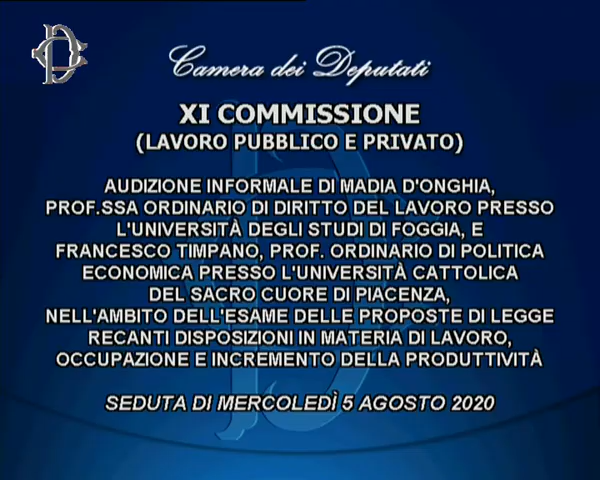 Camera dei Deputati
XI COMMISSIONE
(LAVORO PUBBLICO E PRIVATO)
AUDIZIONE INFORMALE DI MADIA D'ONGHIA,
PROF.SSA ORDINARIO DI DIRITTO DEL LAVORO PRESSO
L'UNIVERSITÀ DEGLI STUDI DI FOGGIA, E
FRANCESCO TIMPANO, PROF. ORDINARIO DI POLITICA
ECONOMICA PRESSO L'UNIVERSITÀ CATTOLICA
DEL SACRO CUORE DI PIACENZA,
NELL'AMBITO DELL'ESAME DELLE PROPOSTE DI LEGGE
RECANTI DISPOSIZIONI IN MATERIA DI LAVORO,
OCCUPAZIONE E INCREMENTO DELLA PRODUTTIVITÀ
SEDUTA DI MERCOLEDÌ 5 AGOSTO 2020